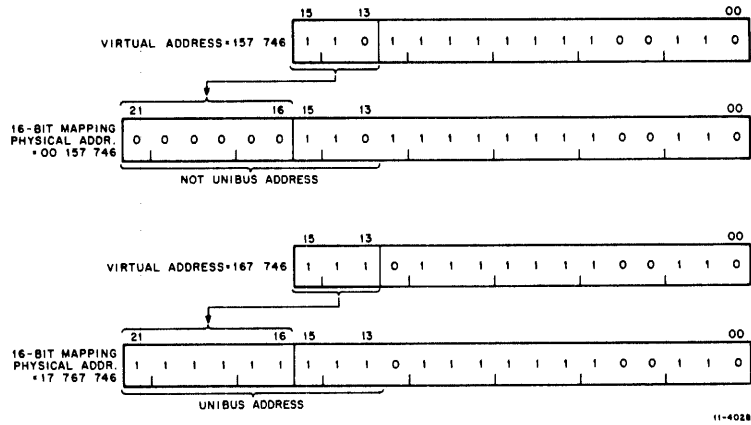 15 13 00
VIRTUAL ADDRESS=157 746 1 1 0 1 1 1 1 1 1 1 0 0 1 1 0
21 16 15 13 00
16-BIT MAPPING
PHYSICAL ADDR.
=00 157 746
0 0 0 0 0 0 1 1 0 1 1 1 1 1 1 1 1 0 0 1 1 0
NOT UNIBUS ADDRESS
15 13 00
VIRTUAL ADDRESS=167 746 1 1 1 0 1 1 1 1 1 1 1 1 0 0 1 1 0
21 16 15 13 00
16-BIT MAPPING
PHYSICAL ADDR.
=17 767 746
1 1 1 1 1 1 1 1 1 0 1 1 1 1 1 1 1 0 0 1 1 0
UNIBUS ADDRESS
11-4028